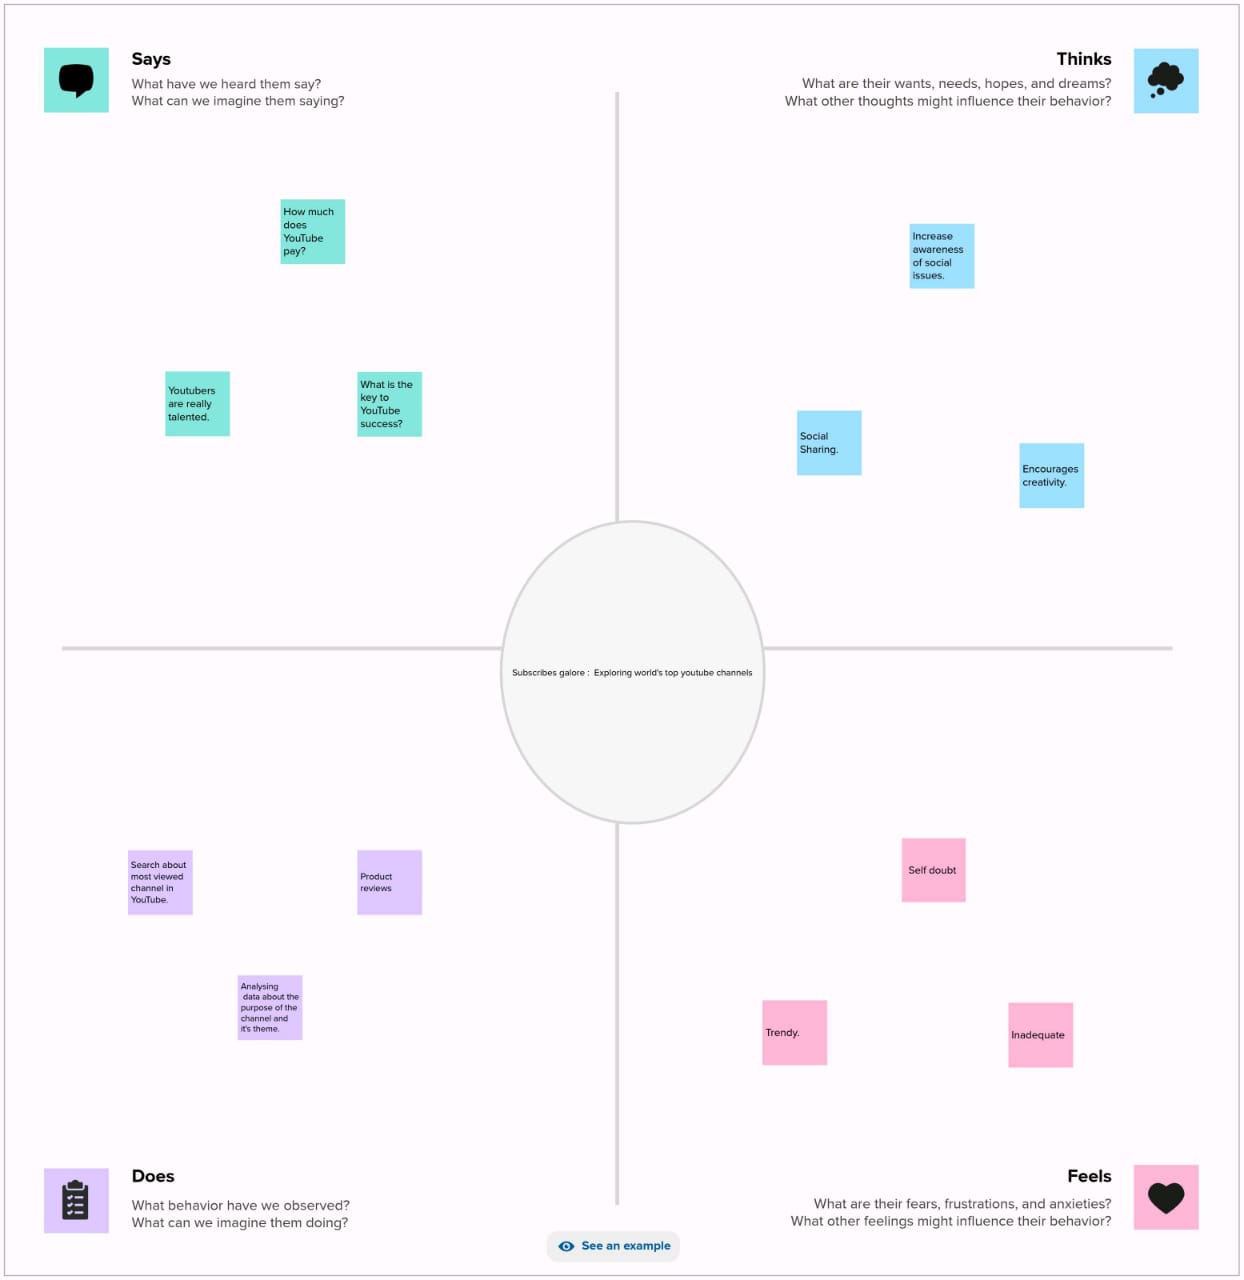 Says
What have we heard them say?
What can we imagine them saying?
Thinks
What are their wants, needs, hopes, and dreams?
What other thoughts might influence their behavior?
How much
does
YouTube
pay?
Youtubers
are really
talented.
What is the
key to
YouTube
success?
Increase
awareness
of social
issues.
Social
Sharing.
Encourages
creativity.
Subscribes galore :  Exploring world's top youtube channels
Search about
most viewed
channel in
YouTube.
Product
reviews
Analysing
data about the
purpose of the
channel and
it's theme.
Self doubt
Trendy.
Inadequate
Does
What behavior have we observed?
What can we imagine them doing?
Feels
What are their fears, frustrations, and anxieties?
What other feelings might influence their behavior?
See an example